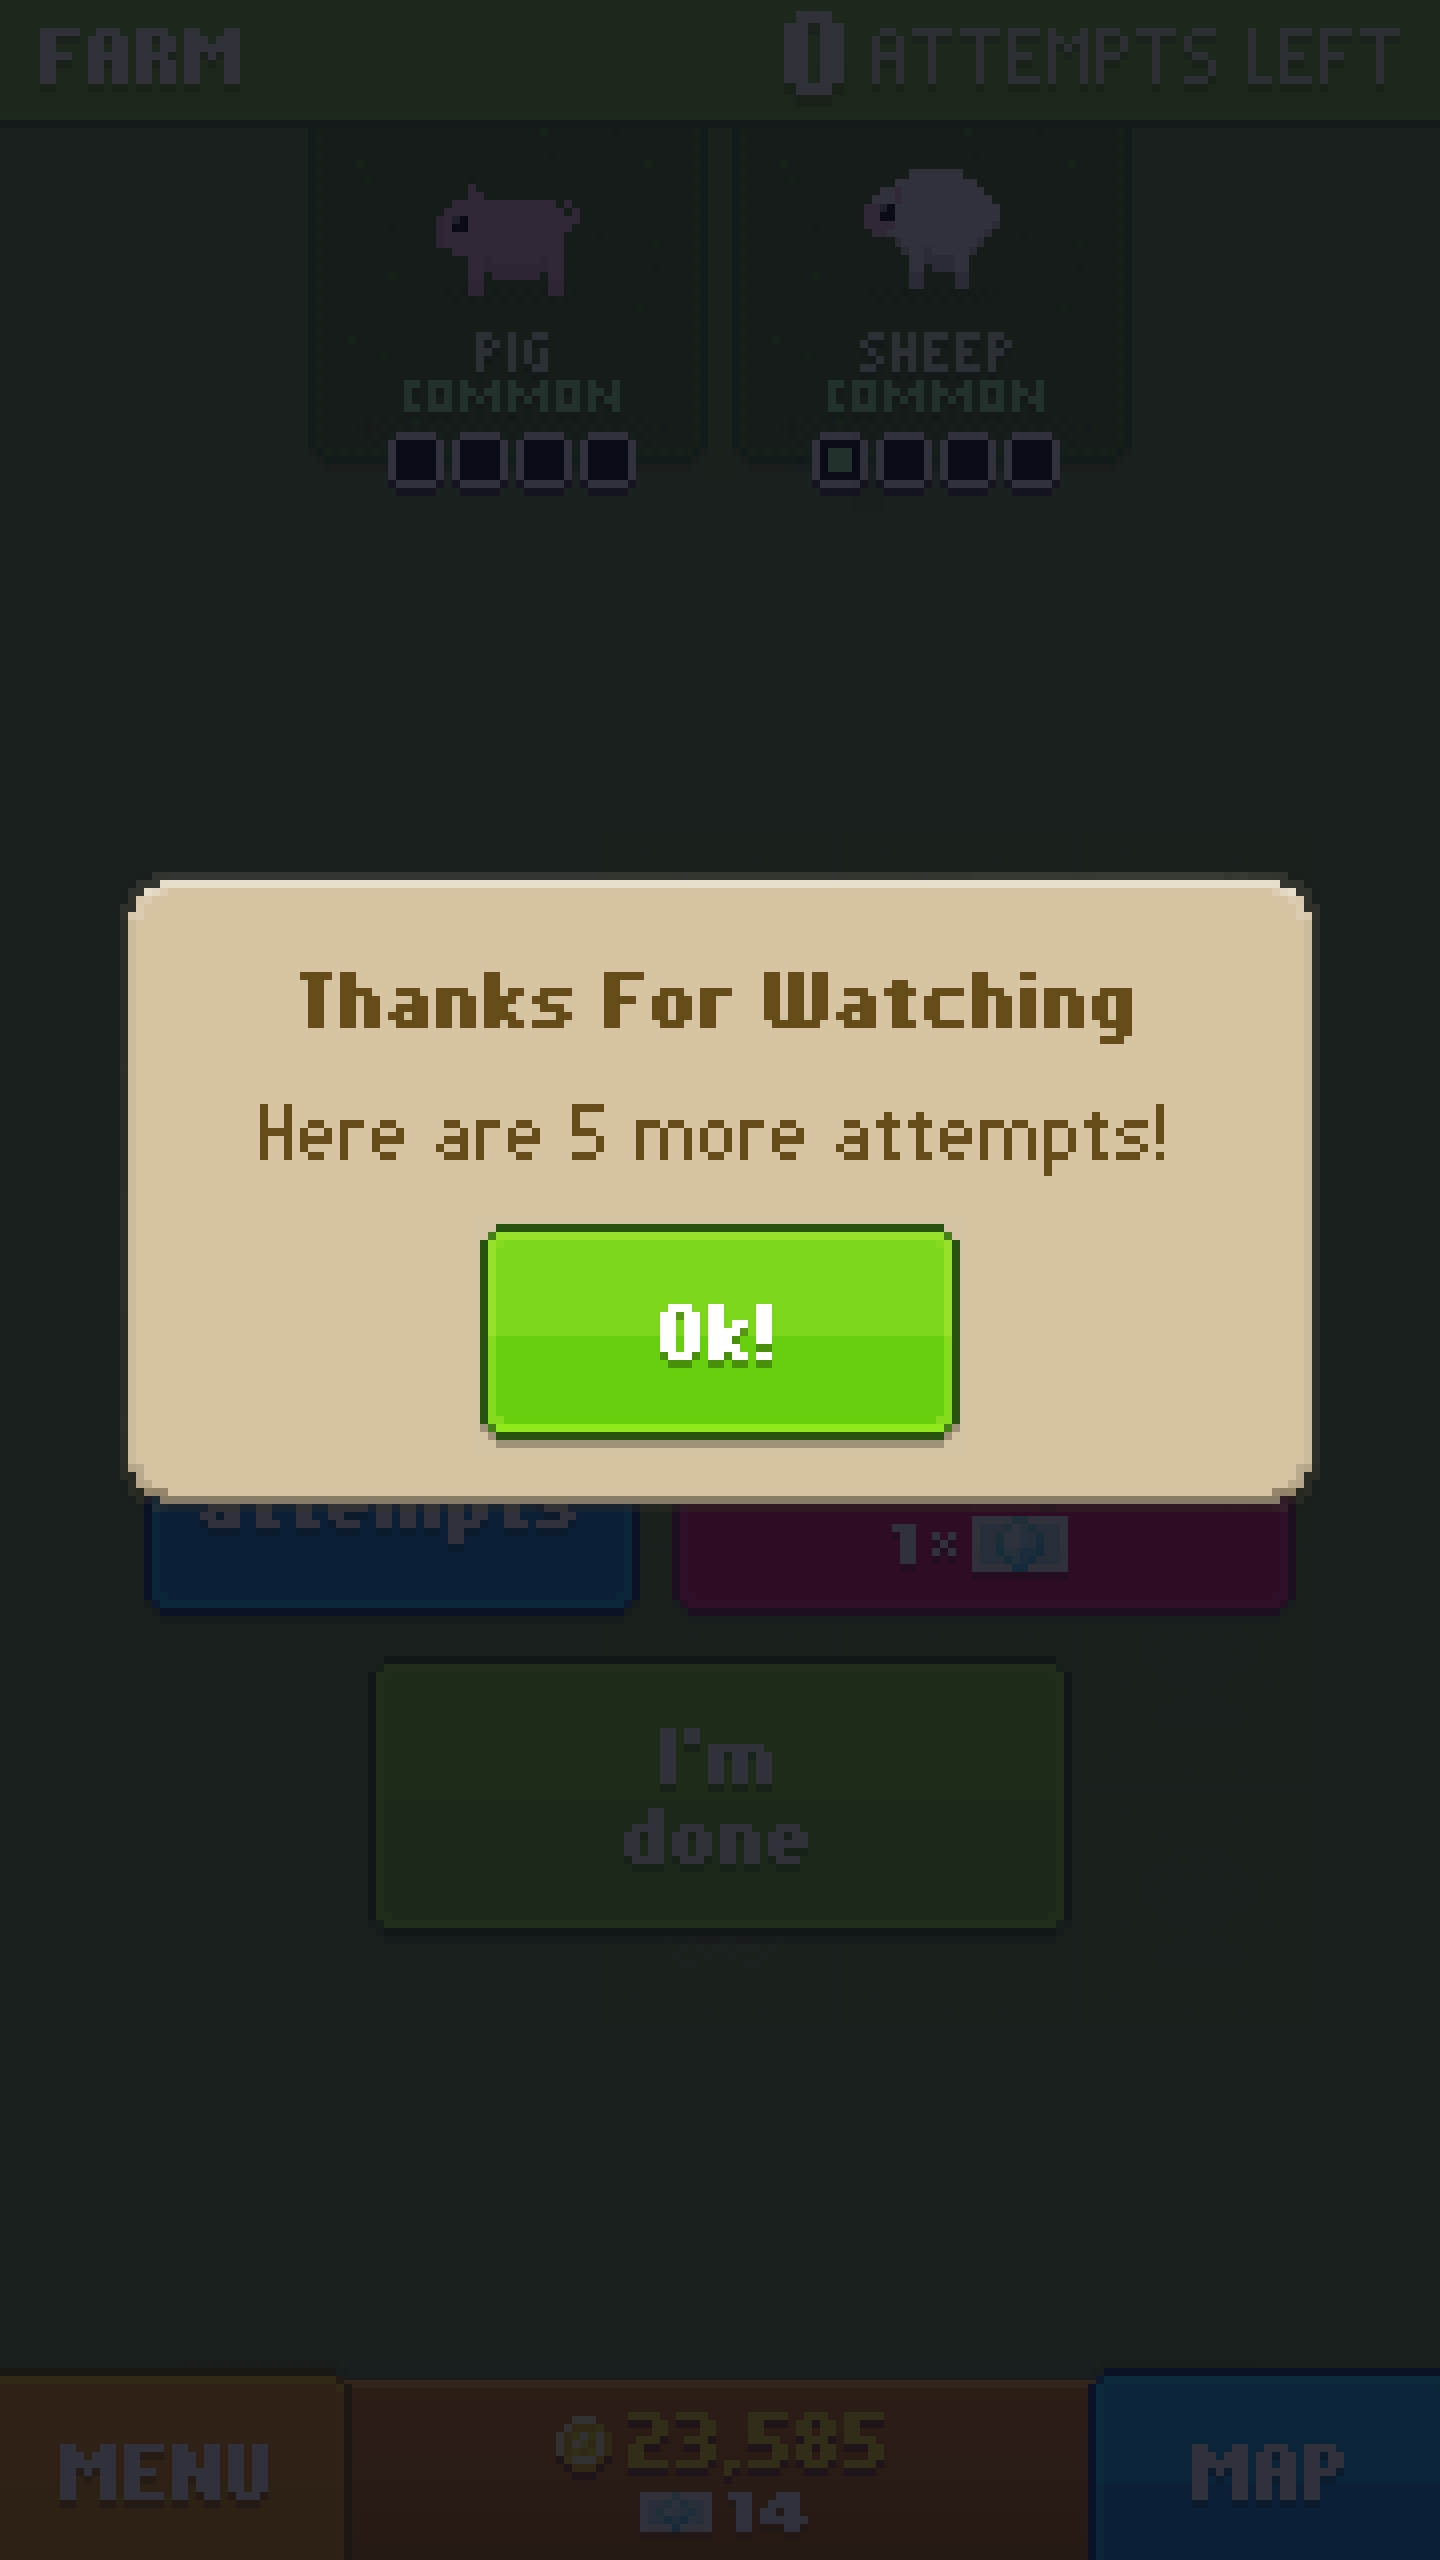 FARM
0 ATTEMPTS LEFT
PIG
SHEEP
COMMON
COMMON
Thanks For Watching
Here are 5 more attempts!
Ok!
attempts
1×
I'm
done
MENU
23,585
14
MAP